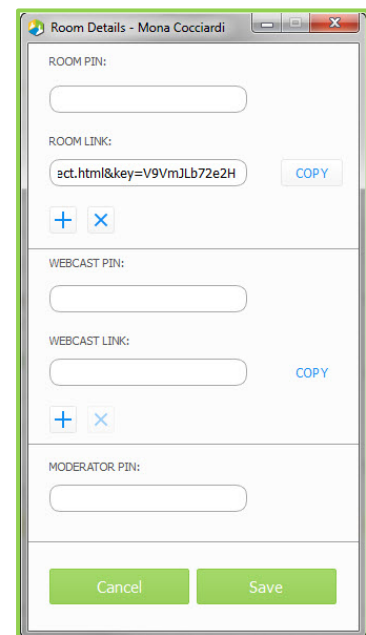 Room Details - Mona Cocciardi
ROOM PIN:
ROOM LINK:
ect.html&key=V9VmJLb72e2H
COPY
WEBCAST PIN:
WEBCAST LINK:
COPY
MODERATOR PIN:
Cancel
Save